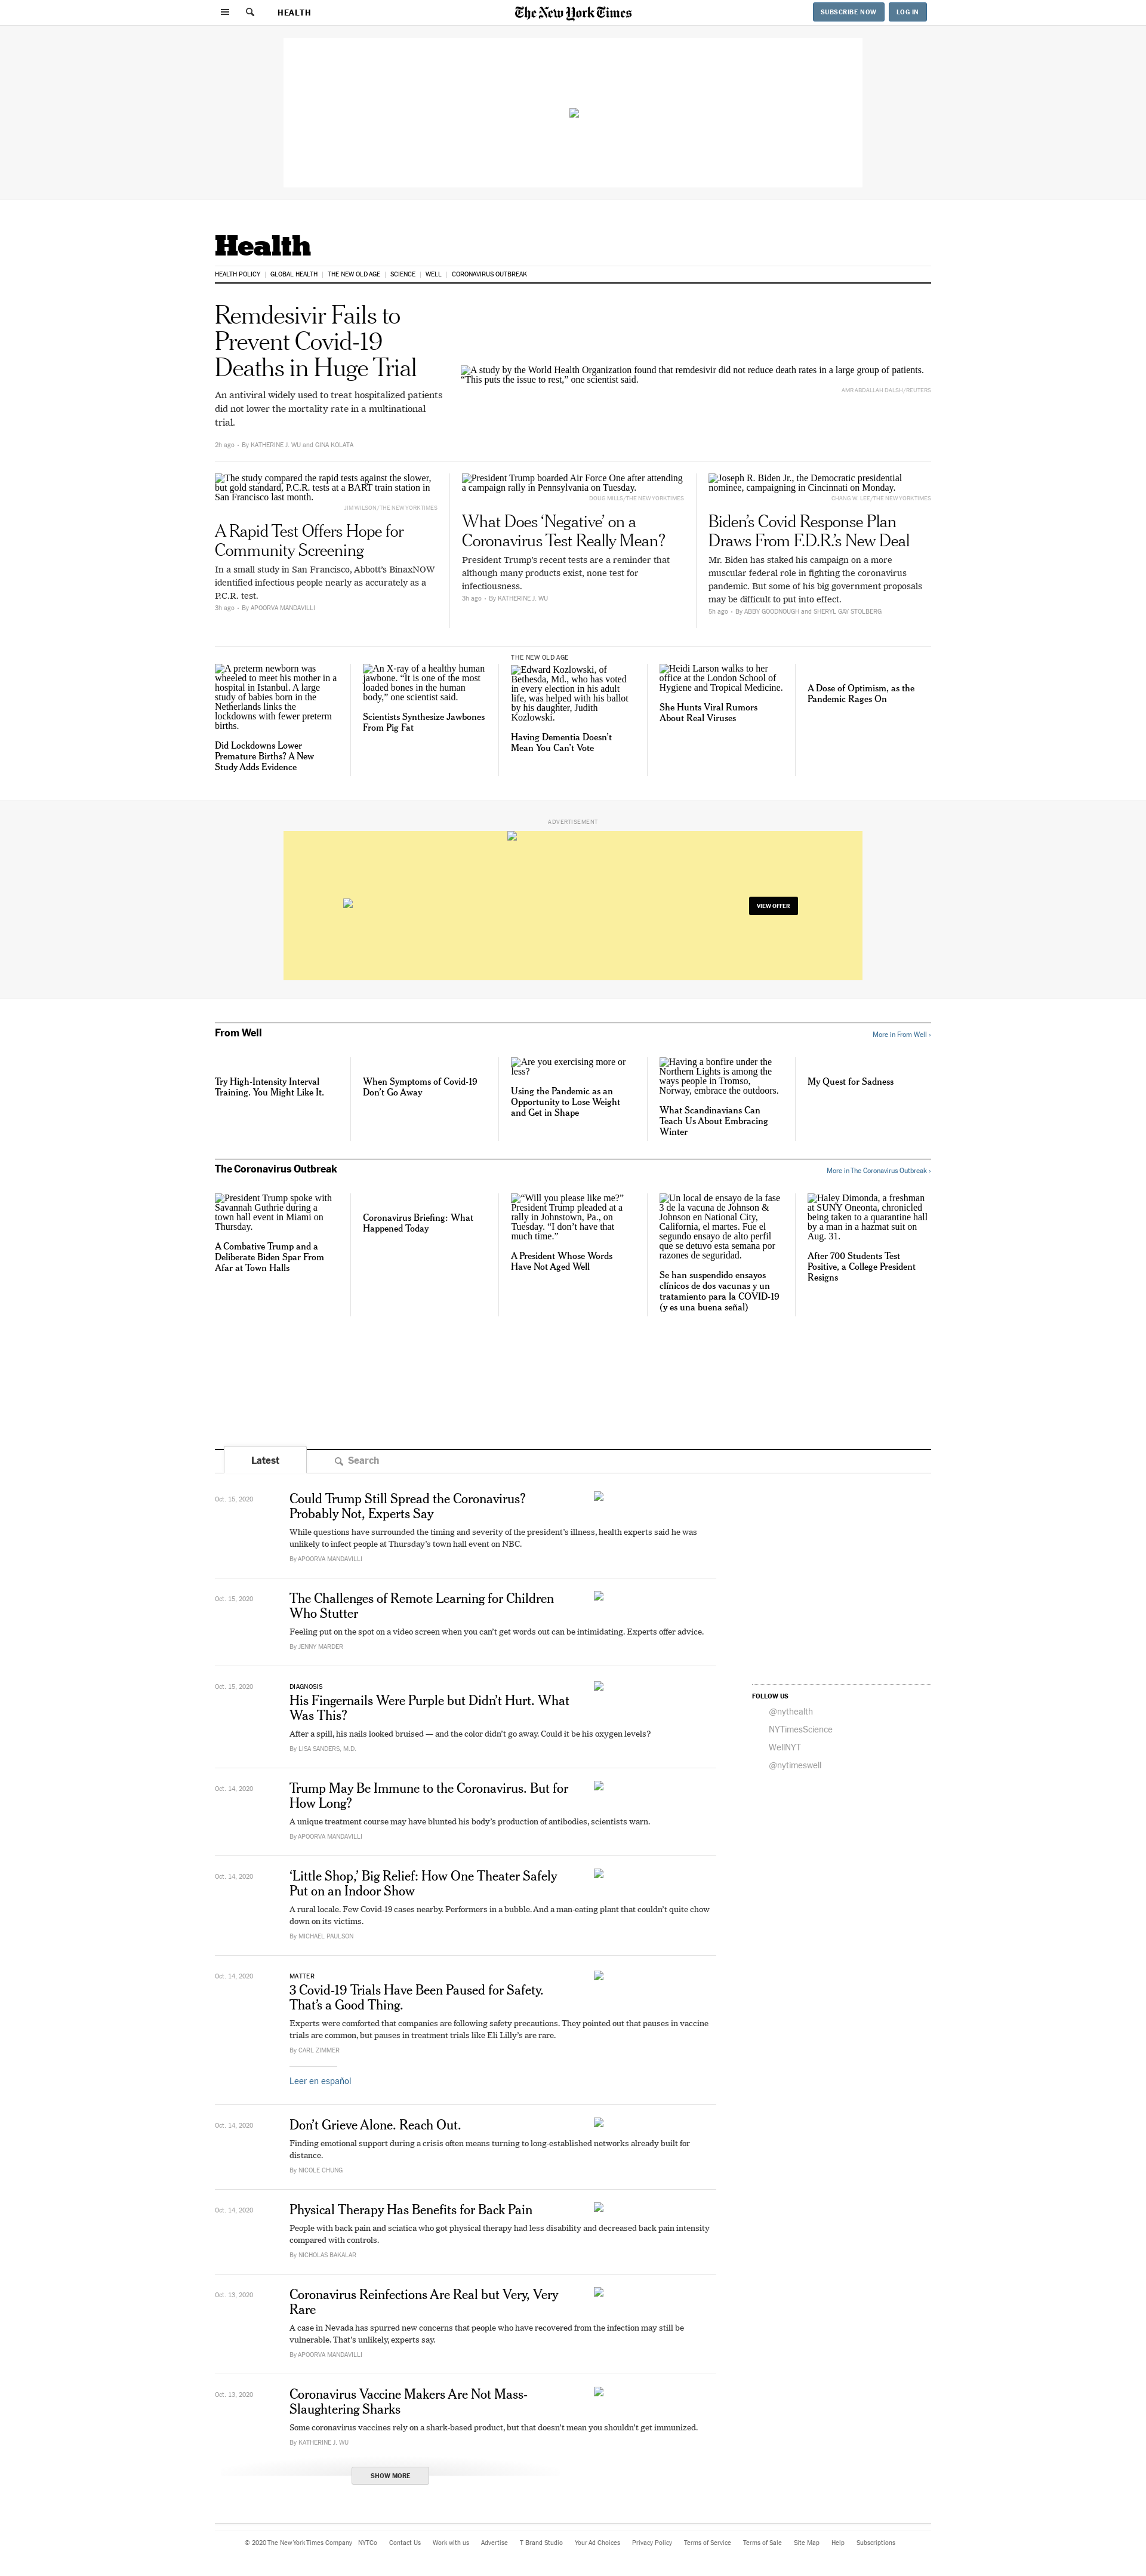 HEALTH
The New York Times
SUBSCRIBE NOW
LOG IN
Health
HEALTH POLICY
GLOBAL HEALTH
THE NEW OLD AGE
SCIENCE
WELL
CORONAVIRUS OUTBREAK
Remdesivir Fails to
Prevent Covid-19
Deaths in Huge Trial
An antiviral widely used to treat hospitalized patients
did not lower the mortality rate in a multinational
trial.
2h ago • By KATHERINE J. WU and GINA KOLATA
A study by the World Health Organization found that remdesivir did not reduce death rates in a large group of patients.
“This puts the issue to rest,” one scientist said.
AMR ABDALLAH DALSH/REUTERS
The study compared the rapid test against the slower,
but gold standard, P.C.R. tests at a BART train station in
San Francisco last month.
JIM WILSON/THE NEW YORK TIMES
A Rapid Test Offers Hope for
Community Screening
In a small study in San Francisco, Abbott’s BinaxNOW
identified infectious people nearly as accurately as a
P.C.R. test.
3h ago • By APOORVA MANDAVILLI
President Trump boarded Air Force One after attending
a campaign rally in Pennsylvania on Tuesday.
DOUG MILLS/THE NEW YORK TIMES
What Does ‘Negative’ on a
Coronavirus Test Really Mean?
President Trump’s recent tests are a reminder that
although many products exist, none test for
infectiousness.
3h ago • By KATHERINE J. WU
Joseph R. Biden Jr., the Democratic presidential
nominee, campaigning in Cincinnati on Monday.
CHANG W. LEE/THE NEW YORK TIMES
Biden’s Covid Response Plan
Draws From F.D.R.’s New Deal
Mr. Biden has staked his campaign on a more
muscular federal role in fighting the coronavirus
pandemic. But some of his big government proposals
may be difficult to put into effect.
5h ago • By ABBY GOODNOUGH and SHERYL GAY STOLBERG
A preterm newborn was
wheeled to meet his mother in a
hospital in Istanbul. A large
study of babies born in the
Netherlands links the
lockdowns with fewer preterm
births.
Did Lockdowns Lower
Premature Births? A New
Study Adds Evidence
An X-ray of a healthy human
jawbone. “It is one of the most
loaded bones in the human
body,” one scientist said.
Scientists Synthesize Jawbones
From Pig Fat
THE NEW OLD AGE
Edward Kozlowski, of
Bethesda, Md., who has voted
in every election in his adult
life, was helped with his ballot
by his daughter, Judith
Kozlowski.
Having Dementia Doesn’t
Mean You Can’t Vote
Heidi Larson walks to her
office at the London School of
Hygiene and Tropical Medicine.
She Hunts Viral Rumors
About Real Viruses
A Dose of Optimism, as the
Pandemic Rages On
ADVERTISEMENT
VIEW OFFER
From Well
More in From Well ›
Try High-Intensity Interval
Training. You Might Like It.
When Symptoms of Covid-19
Don’t Go Away
Are you exercising more or
less?
Using the Pandemic as an
Opportunity to Lose Weight
and Get in Shape
Having a bonfire under the
Northern Lights is among the
ways people in Tromso,
Norway, embrace the outdoors.
What Scandinavians Can
Teach Us About Embracing
Winter
My Quest for Sadness
The Coronavirus Outbreak
More in The Coronavirus Outbreak ›
President Trump spoke with
Savannah Guthrie during a
town hall event in Miami on
Thursday.
A Combative Trump and a
Deliberate Biden Spar From
Afar at Town Halls
Coronavirus Briefing: What
Happened Today
“Will you please like me?”
President Trump pleaded at a
rally in Johnstown, Pa., on
Tuesday. “I don’t have that
much time.”
A President Whose Words
Have Not Aged Well
Un local de ensayo de la fase
3 de la vacuna de Johnson &
Johnson en National City,
California, el martes. Fue el
segundo ensayo de alto perfil
que se detuvo esta semana por
razones de seguridad.
Se han suspendido ensayos
clínicos de dos vacunas y un
tratamiento para la COVID-19
(y es una buena señal)
Haley Dimonda, a freshman
at SUNY Oneonta, chronicled
being taken to a quarantine hall
by a man in a hazmat suit on
Aug. 31.
After 700 Students Test
Positive, a College President
Resigns
Latest
Search
Oct. 15, 2020
Could Trump Still Spread the Coronavirus?
Probably Not, Experts Say
While questions have surrounded the timing and severity of the president’s illness, health experts said he was
unlikely to infect people at Thursday’s town hall event on NBC.
By APOORVA MANDAVILLI
Oct. 15, 2020
The Challenges of Remote Learning for Children
Who Stutter
Feeling put on the spot on a video screen when you can’t get words out can be intimidating. Experts offer advice.
By JENNY MARDER
Oct. 15, 2020
DIAGNOSIS
His Fingernails Were Purple but Didn’t Hurt. What
Was This?
After a spill, his nails looked bruised — and the color didn’t go away. Could it be his oxygen levels?
By LISA SANDERS, M.D.
FOLLOW US
@nythealth
NYTimesScience
WellNYT
@nytimeswell
Oct. 14, 2020
Trump May Be Immune to the Coronavirus. But for
How Long?
A unique treatment course may have blunted his body’s production of antibodies, scientists warn.
By APOORVA MANDAVILLI
Oct. 14, 2020
‘Little Shop,’ Big Relief: How One Theater Safely
Put on an Indoor Show
A rural locale. Few Covid-19 cases nearby. Performers in a bubble. And a man-eating plant that couldn’t quite chow
down on its victims.
By MICHAEL PAULSON
Oct. 14, 2020
MATTER
3 Covid-19 Trials Have Been Paused for Safety.
That’s a Good Thing.
Experts were comforted that companies are following safety precautions. They pointed out that pauses in vaccine
trials are common, but pauses in treatment trials like Eli Lilly’s are rare.
By CARL ZIMMER
Leer en español
Oct. 14, 2020
Don’t Grieve Alone. Reach Out.
Finding emotional support during a crisis often means turning to long-established networks already built for
distance.
By NICOLE CHUNG
Oct. 14, 2020
Physical Therapy Has Benefits for Back Pain
People with back pain and sciatica who got physical therapy had less disability and decreased back pain intensity
compared with controls.
By NICHOLAS BAKALAR
Oct. 13, 2020
Coronavirus Reinfections Are Real but Very, Very
Rare
A case in Nevada has spurred new concerns that people who have recovered from the infection may still be
vulnerable. That’s unlikely, experts say.
By APOORVA MANDAVILLI
Oct. 13, 2020
Coronavirus Vaccine Makers Are Not Mass-
Slaughtering Sharks
Some coronavirus vaccines rely on a shark-based product, but that doesn’t mean you shouldn’t get immunized.
By KATHERINE J. WU
SHOW MORE
© 2020 The New York Times Company
NYTCo
Contact Us
Work with us
Advertise
T Brand Studio
Your Ad Choices
Privacy Policy
Terms of Service
Terms of Sale
Site Map
Help
Subscriptions